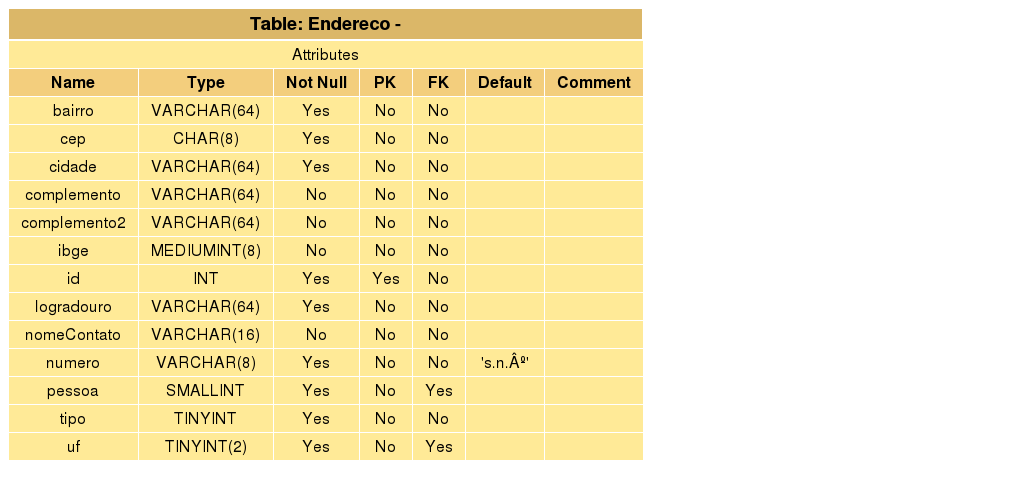 Table: Endereco -
Attributes
Name Type Not Null PK FK Default Comment
bairro VARCHAR(64) Yes No No
cep CHAR(8) Yes No No
cidade VARCHAR(64) Yes No No
complemento VARCHAR(64) No No No
complemento2 VARCHAR(64) No No No
ibge MEDIUMINT(8) No No No
id INT Yes Yes No
logradouro VARCHAR(64) Yes No No
nomeContato VARCHAR(16) No No No
numero VARCHAR(8) Yes No No 's.n.Âº'
pessoa SMALLINT Yes No Yes
tipo TINYINT Yes No No
uf TINYINT(2) Yes No Yes